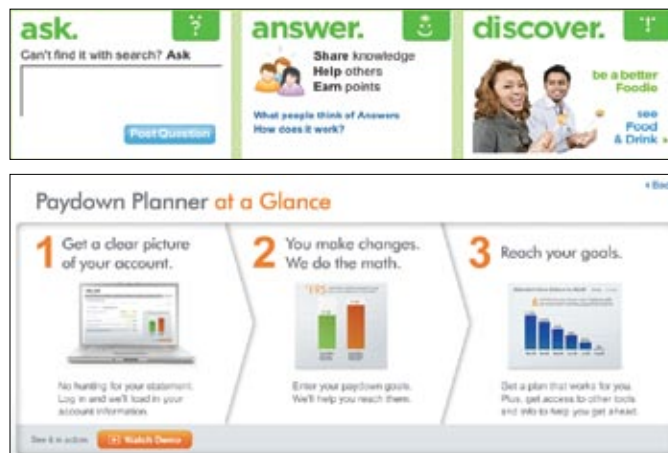 ask.
Can't find it with search? Ask
Post Question
answer.
Share knowledge
Help others
Earn points
What people think of Answers
How does it work?
discover.
be a better
Foodie
see
Food
& Drink
Paydown Planner at a Glance
1 Get a clear picture
of your account.
No hunting for your statement.
Log in and we'll load in your
account information.
2 You make changes.
We do the math.
$195
Enter your paydown goals.
We'll help you reach them.
3 Reach your goals.
Get a plan that works for you.
Plus, get access to other tools
and info to help you get ahead.
See it in action
Watch Demo